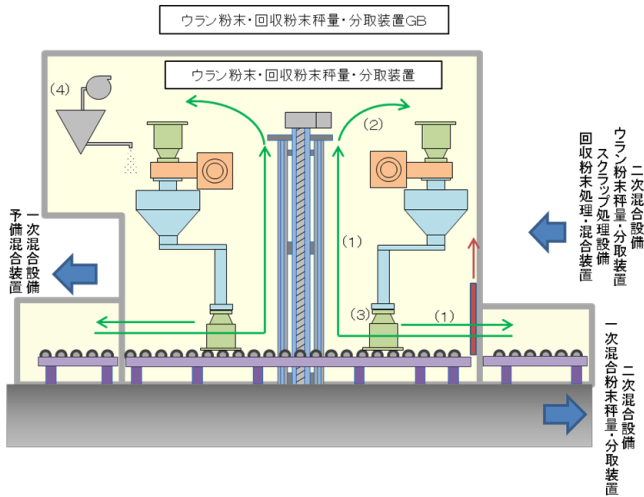 ウラン粉末・回収粉末秤量・分取装置GB
ウラン粉末・回収粉末秤量・分取装置
(4)
(2)
(1)
(3)
(1)
一次混合設備
予備混合装置
二次混合設備
ウラン粉末秤量・分取装置
スクラップ処理設備
回収粉末処理・混合装置
二次混合設備
一次混合粉末秤量・分取装置